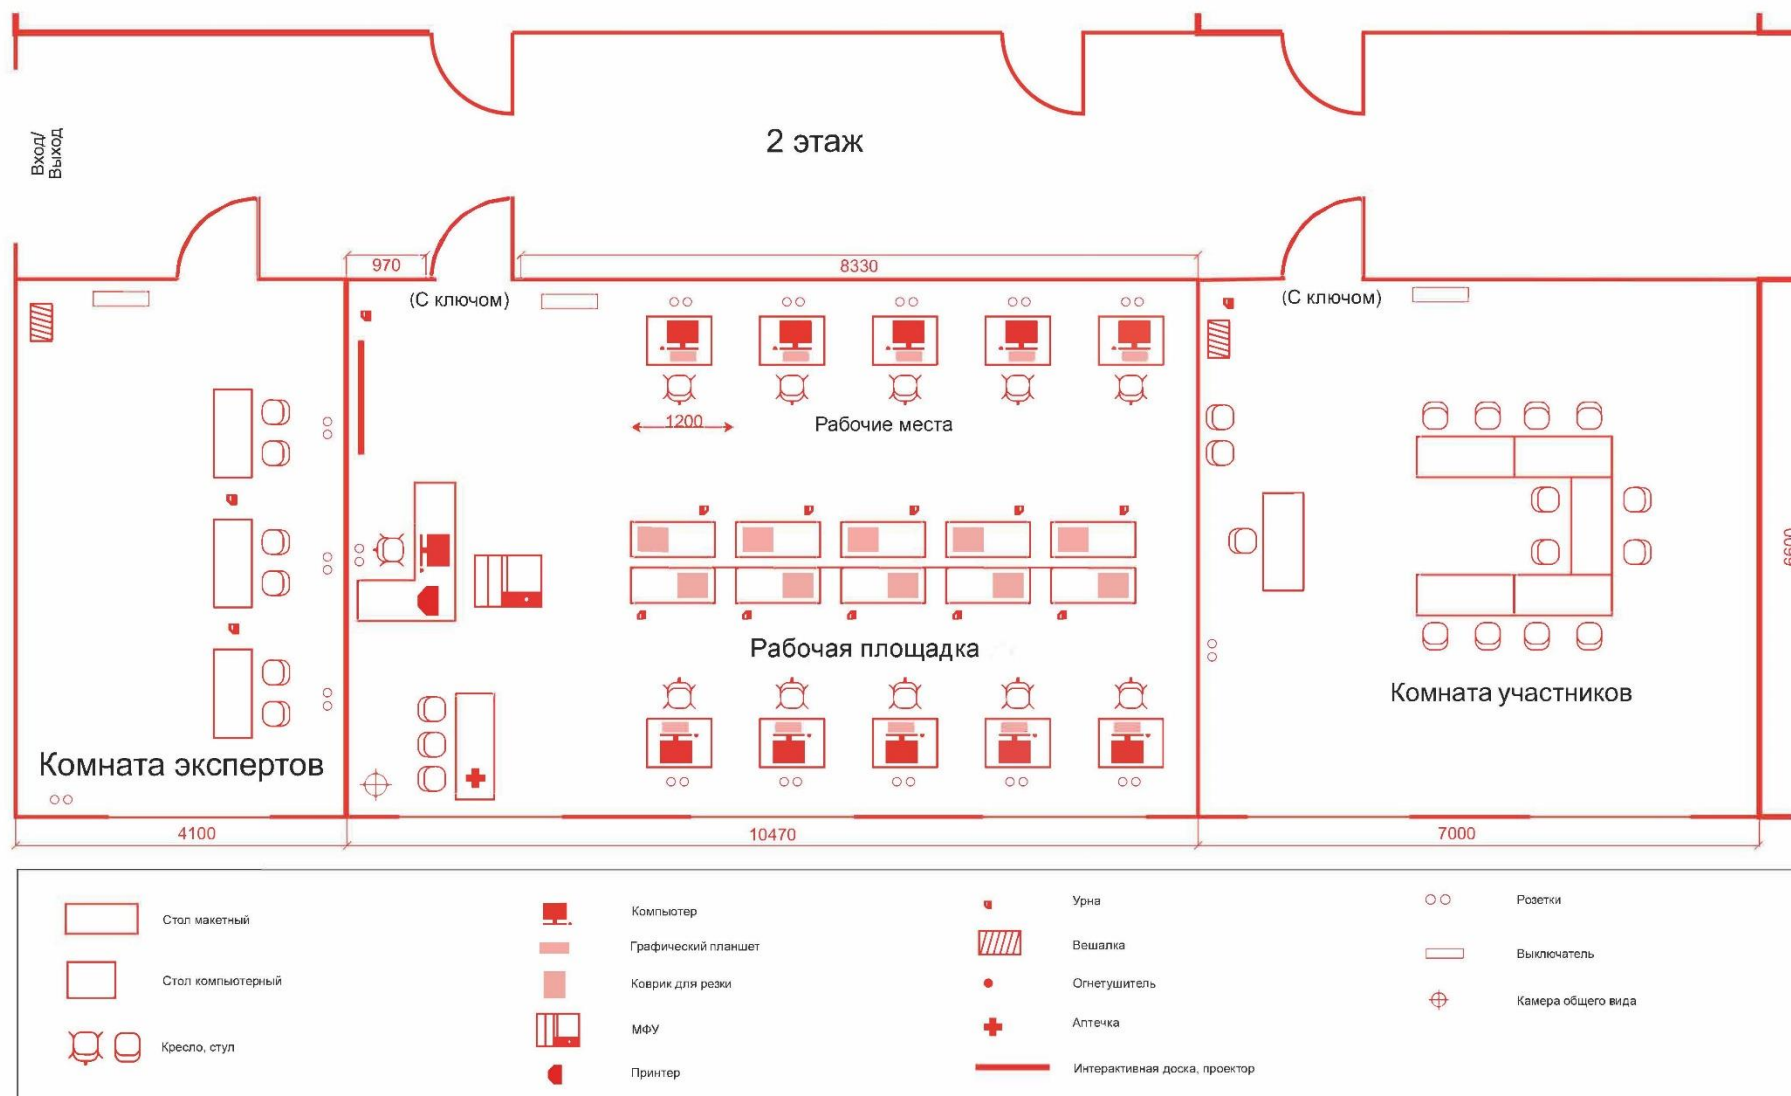 Вход/
Выход
2 этаж
970
8330
(С ключом)
(С ключом)
1200
Рабочие места
6600
Рабочая площадка
Комната участников
Комната экспертов
4100
10470
7000
Стол макетный
Стол компьютерный
Кресло, стул
Компьютер
Графический планшет
Коврик для резки
МФУ
Принтер
Урна
Вешалка
Огнетушитель
Аптечка
Интерактивная доска, проектор
Розетки
Выключатель
Камера общего вида